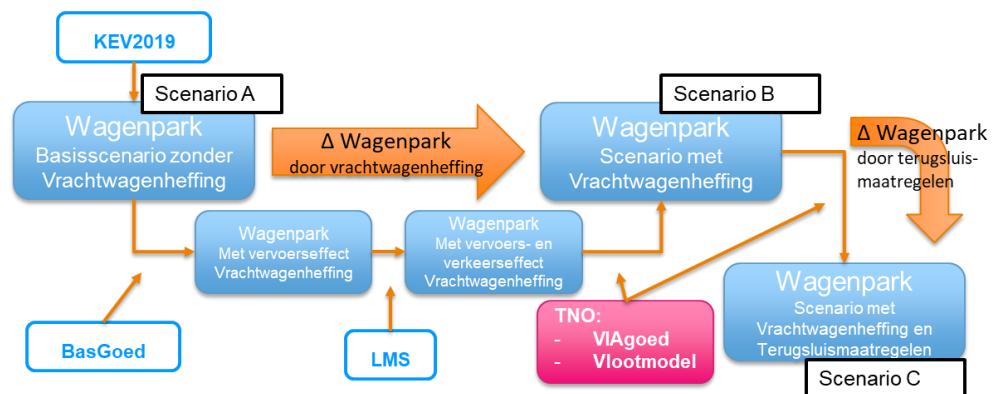 KEV2019
Scenario A
Wagenpark
Basisscenario zonder
Vrachtwagenheffing
Δ Wagenpark
door vrachtwagenheffing
Scenario B
Wagenpark
Scenario met
Vrachtwagenheffing
Δ Wagenpark
door terugsluis-
maatregelen
Wagenpark
Met vervoerseffect
Vrachtwagenheffing
Wagenpark
Met vervoers- en
verkeerseffect
Vrachtwagenheffing
BasGoed
LMS
TNO:
- VIAgoed
- Vlootmodel
Wagenpark
Scenario met
Vrachtwagenheffing en
Terugsluismaatregelen
Scenario C